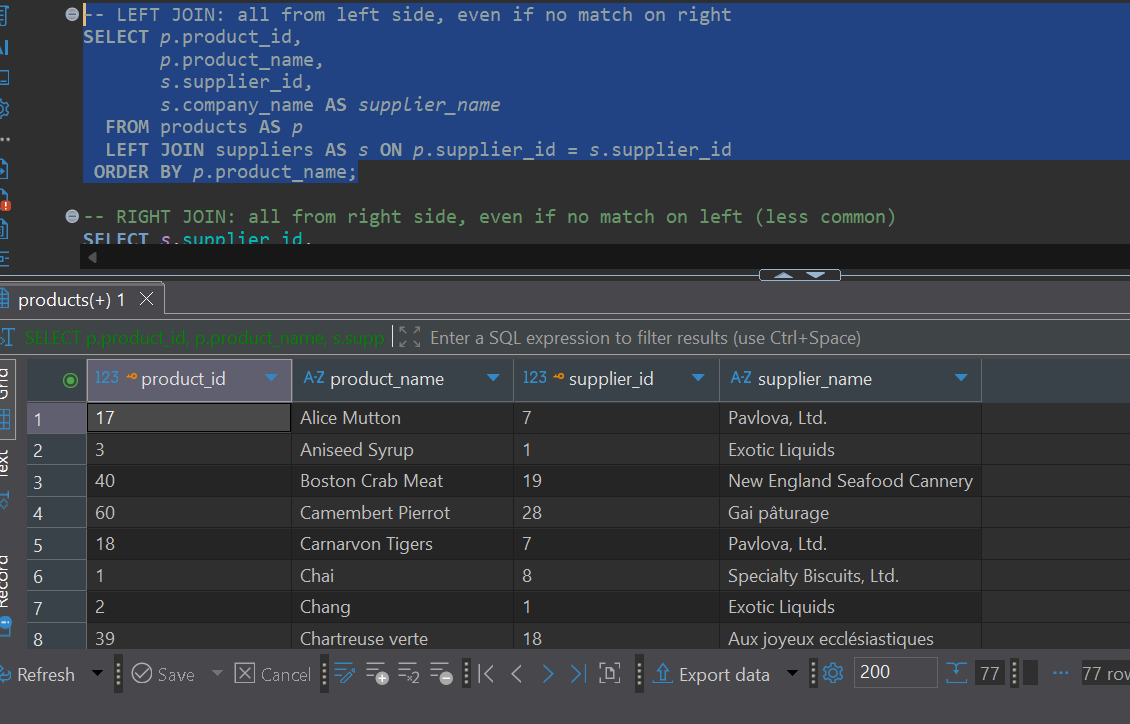 -- LEFT JOIN: all from left side, even if no match on right
SELECT p.product_id,
p.product_name,
s.supplier_id,
s.company_name AS supplier_name
FROM products AS p
LEFT JOIN suppliers AS s ON p.supplier_id = s.supplier_id
ORDER BY p.product_name;
-- RIGHT JOIN: all from right side, even if no match on left (less common)
SELECT s.supplier_id,
products(+) 1
SELECT p.product_id, p.product_name, s.supp Enter a SQL expression to filter results (use Ctrl+Space)
Grid
123 product_id A-Z product_name 123 supplier_id A-Z supplier_name
1 17 Alice Mutton 7 Pavlova, Ltd.
2 3 Aniseed Syrup 1 Exotic Liquids
Text
3 40 Boston Crab Meat 19 New England Seafood Cannery
4 60 Camembert Pierrot 28 Gai pâturage
5 18 Carnarvon Tigers 7 Pavlova, Ltd.
Record
6 1 Chai 8 Specialty Biscuits, Ltd.
7 2 Chang 1 Exotic Liquids
8 39 Chartreuse verte 18 Aux joyeux ecclésiastiques
Refresh Save Cancel Export data 200 77 ... 77 row